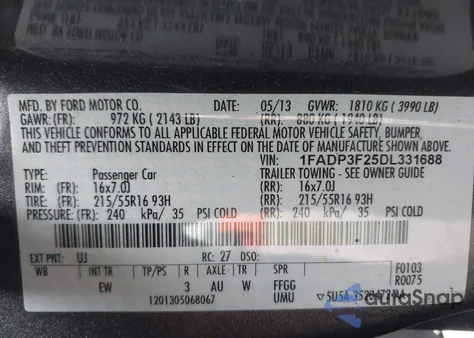 MFD. BY FORD MOTOR CO. DATE: 05/13 GVWR: 1810 KG (3990 LB)
GAWR: (FR): 972 KG (2143 LB) (RR): 880 KG (1940 LB)
THIS VEHICLE CONFORMS TO ALL APPLICABLE FEDERAL MOTOR VEHICLE SAFETY, BUMPER,
AND THEFT PREVENTION STANDARDS IN EFFECT ON THE DATE OF MANUFACTURE
SHOWN ABOVE.
VIN: 1FADP3F25DL331688
TYPE: Passenger Car TRAILER TOWING - SEE OWNER GUIDE
RIM: (FR): 16x7.0J (RR): 16x7.0J
TIRE: (FR): 215/55R16 93H (RR): 215/55R16 93H
PRESSURE: (FR): 240 kPa/ 35 PSI COLD (RR): 240 kPa/ 35 PSI COLD
EXT PNT: UJ RC: 27 DSO: F0103
WB INT TR TP/PS R AXLE TR SPR R0075
EW 3 AU W FFGG
1201305068067 UMU
AutoSnap